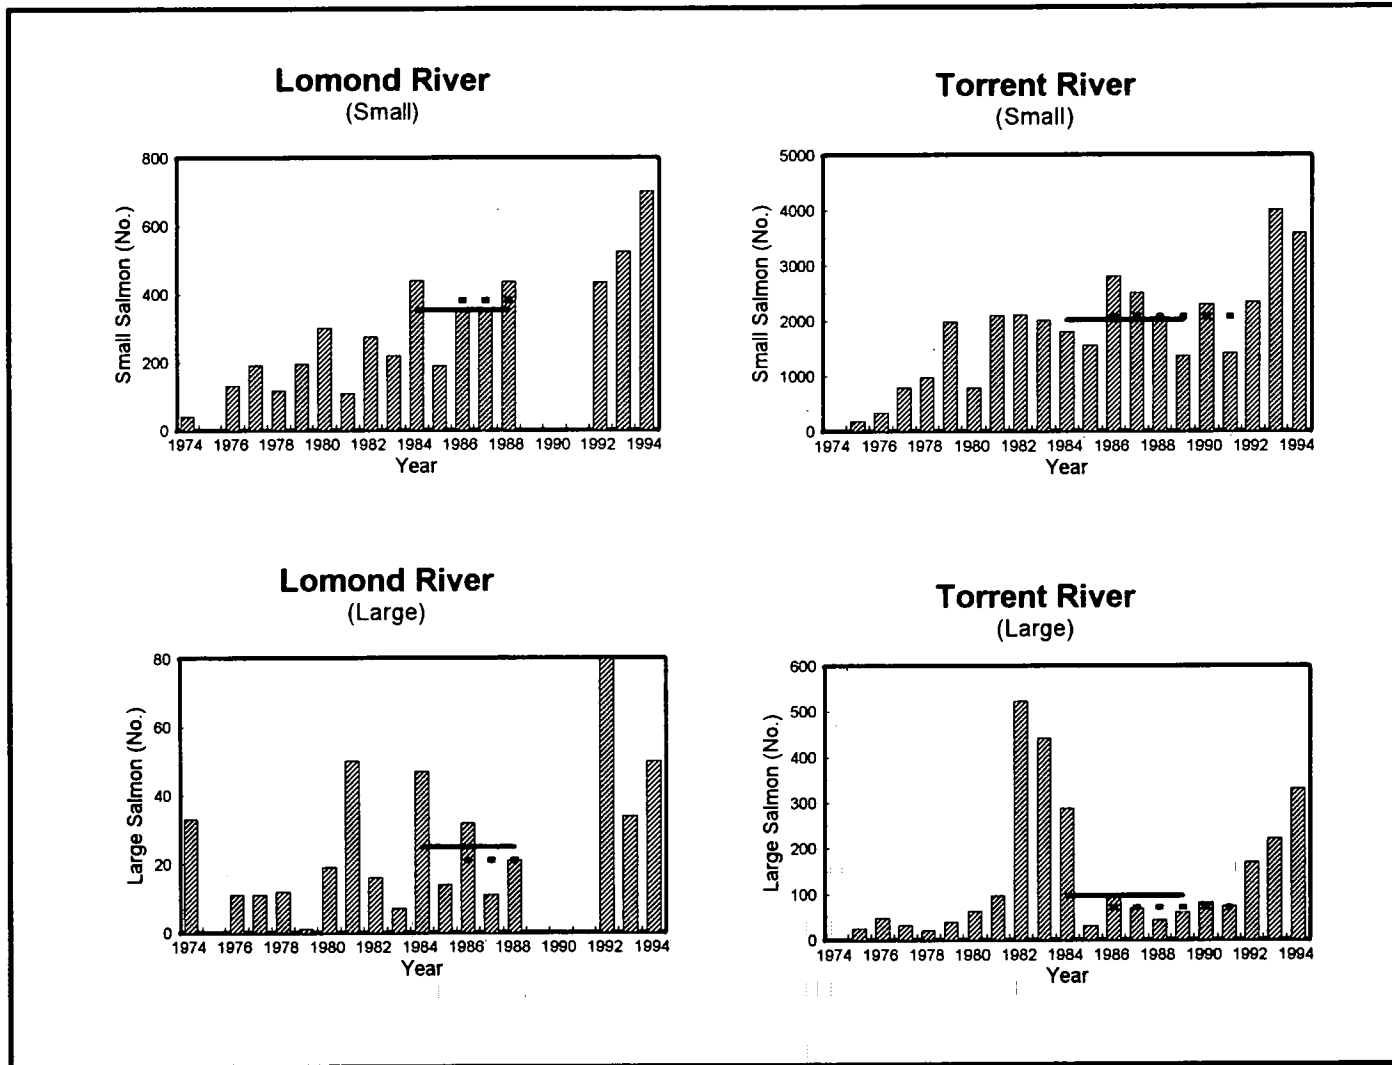 Lomond River
(Small)
800
600
400
200
0
Small Salmon (No.)
1974 1976 1978 1980 1982 1984 1986 1988 1990 1992 1994
Year
Torrent River
(Small)
5000
4000
3000
2000
1000
0
Small Salmon (No.)
1974 1976 1978 1980 1982 1984 1986 1988 1990 1992 1994
Year
Lomond River
(Large)
80
60
40
20
0
Large Salmon (No.)
1974 1976 1978 1980 1982 1984 1986 1988 1990 1992 1994
Year
Torrent River
(Large)
600
500
400
300
200
100
0
Large Salmon (No.)
1974 1976 1978 1980 1982 1984 1986 1988 1990 1992 1994
Year